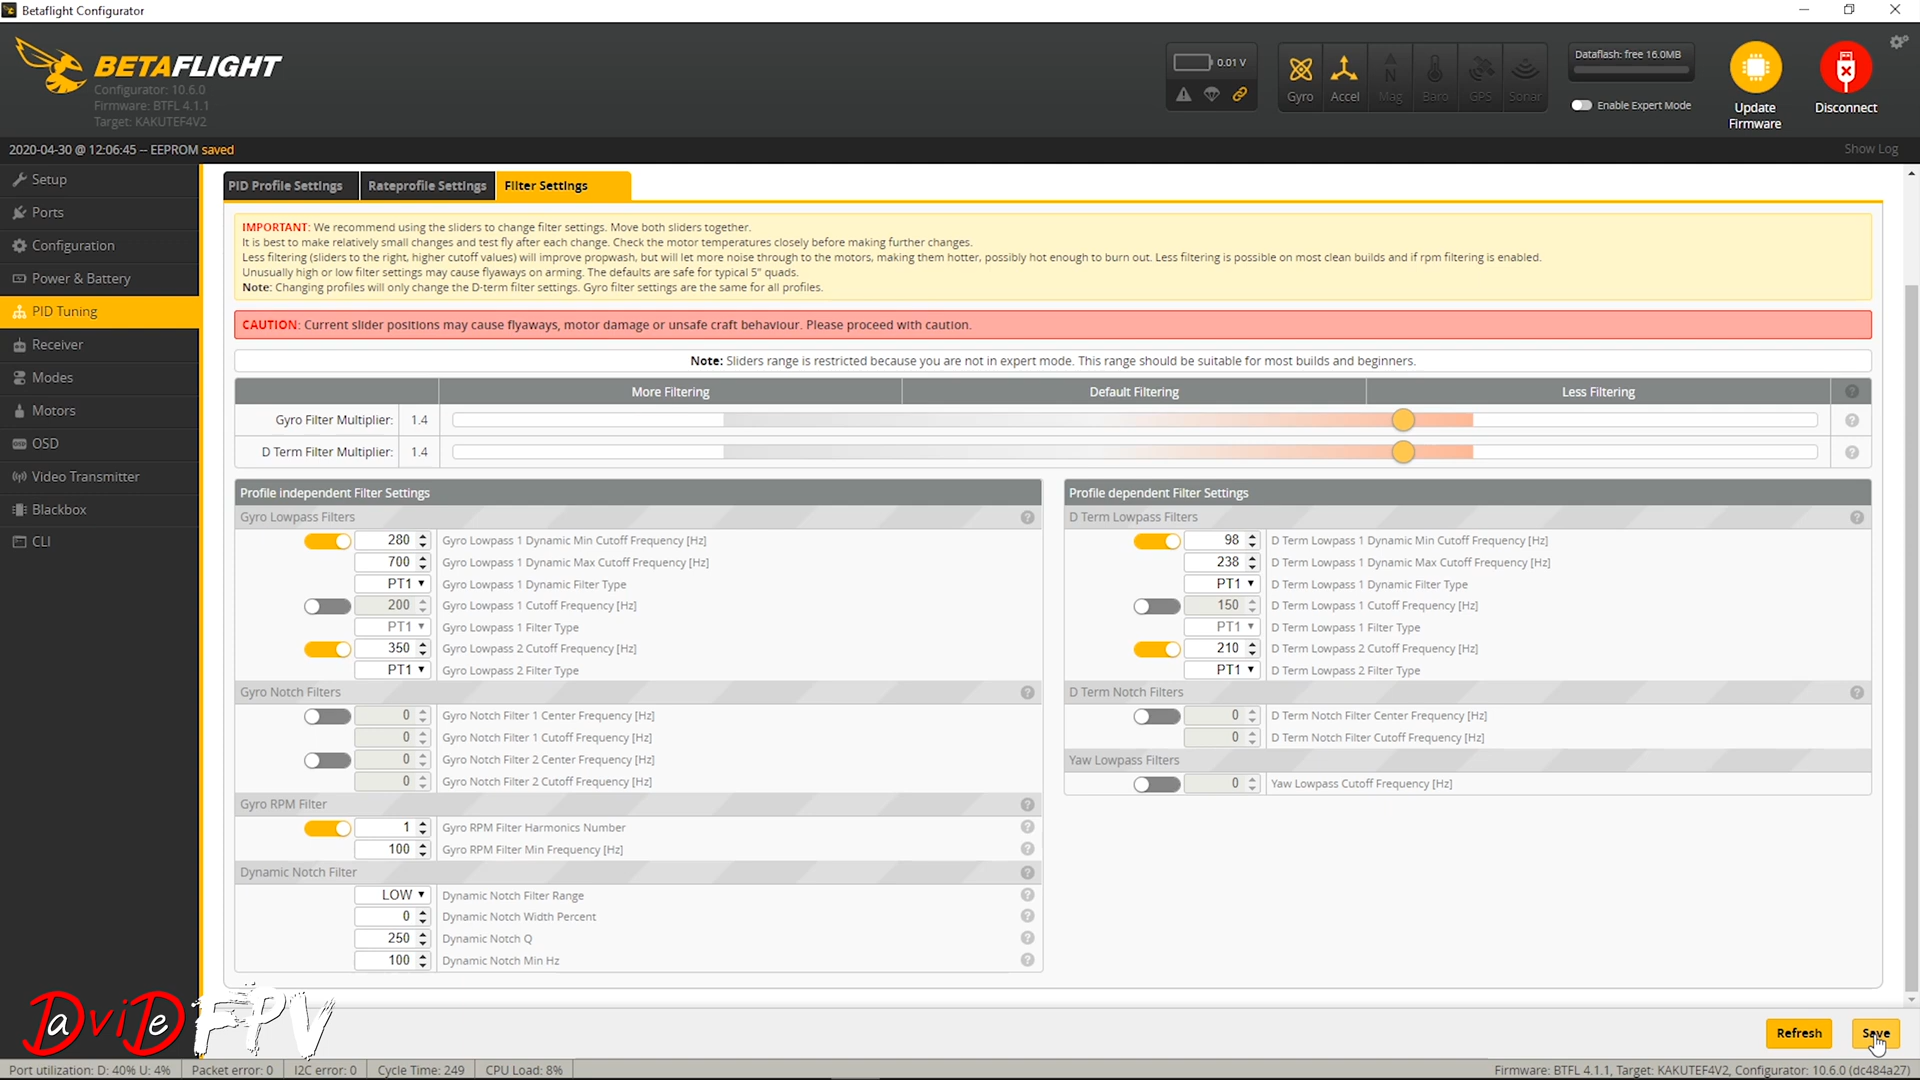 Betaflight Configurator
BETAFLIGHT
Configurator: 10.6.0
Firmware: BTFL 4.1.1
Target: KAKUTEF4V2
0.01 V
Gyro
Accel
Mag
Baro
GPS
Sonar
Dataflash: free 16.0MB
Enable Expert Mode
Update
Firmware
Disconnect
2020-04-30 @ 12:06:45 -- EEPROM saved
Show Log
Setup
Ports
Configuration
Power & Battery
PID Tuning
Receiver
Modes
Motors
OSD
Video Transmitter
Blackbox
CLI
PID Profile Settings
Rateprofile Settings
Filter Settings
IMPORTANT: We recommend using the sliders to change filter settings. Move both sliders together.
It is best to make relatively small changes and test fly after each change. Check the motor temperatures closely before making further changes.
Less filtering (sliders to the right, higher cutoff values) will improve propwash, but will let more noise through to the motors, making them hotter, possibly hot enough to burn out. Less filtering is possible on most clean builds and if rpm filtering is enabled.
Unusually high or low filter settings may cause flyaways on arming. The defaults are safe for typical 5" quads.
Note: Changing profiles will only change the D-term filter settings. Gyro filter settings are the same for all profiles.
CAUTION: Current slider positions may cause flyaways, motor damage or unsafe craft behaviour. Please proceed with caution.
Note: Sliders range is restricted because you are not in expert mode. This range should be suitable for most builds and beginners.
More Filtering
Default Filtering
Less Filtering
Gyro Filter Multiplier: 1.4
D Term Filter Multiplier: 1.4
Profile independent Filter Settings
Gyro Lowpass Filters
280 Gyro Lowpass 1 Dynamic Min Cutoff Frequency [Hz]
700 Gyro Lowpass 1 Dynamic Max Cutoff Frequency [Hz]
PT1 Gyro Lowpass 1 Dynamic Filter Type
200 Gyro Lowpass 1 Cutoff Frequency [Hz]
PT1 Gyro Lowpass 1 Filter Type
350 Gyro Lowpass 2 Cutoff Frequency [Hz]
PT1 Gyro Lowpass 2 Filter Type
Gyro Notch Filters
0 Gyro Notch Filter 1 Center Frequency [Hz]
0 Gyro Notch Filter 1 Cutoff Frequency [Hz]
0 Gyro Notch Filter 2 Center Frequency [Hz]
0 Gyro Notch Filter 2 Cutoff Frequency [Hz]
Gyro RPM Filter
1 Gyro RPM Filter Harmonics Number
100 Gyro RPM Filter Min Frequency [Hz]
Dynamic Notch Filter
LOW Dynamic Notch Filter Range
0 Dynamic Notch Width Percent
250 Dynamic Notch Q
100 Dynamic Notch Min Hz
Profile dependent Filter Settings
D Term Lowpass Filters
98 D Term Lowpass 1 Dynamic Min Cutoff Frequency [Hz]
238 D Term Lowpass 1 Dynamic Max Cutoff Frequency [Hz]
PT1 D Term Lowpass 1 Dynamic Filter Type
150 D Term Lowpass 1 Cutoff Frequency [Hz]
PT1 D Term Lowpass 1 Filter Type
210 D Term Lowpass 2 Cutoff Frequency [Hz]
PT1 D Term Lowpass 2 Filter Type
D Term Notch Filters
0 D Term Notch Filter Center Frequency [Hz]
0 D Term Notch Filter Cutoff Frequency [Hz]
Yaw Lowpass Filters
0 Yaw Lowpass Cutoff Frequency [Hz]
DaViDe FPV
Refresh
Save
Port utilization: D: 40% U: 4%
Packet error: 0
I2C error: 0
Cycle Time: 249
CPU Load: 8%
Firmware: BTFL 4.1.1, Target: KAKUTEF4V2, Configurator: 10.6.0 (dc484a27)